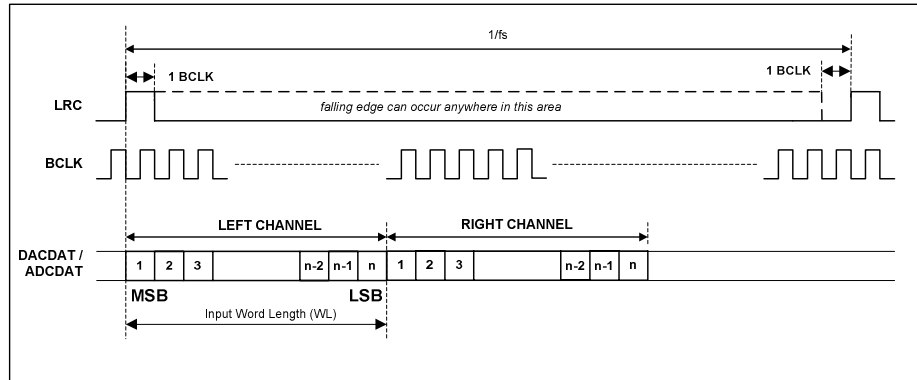 1/fs
1 BCLK
1 BCLK
LRC
falling edge can occur anywhere in this area
BCLK
LEFT CHANNEL
RIGHT CHANNEL
DACDAT /
ADCDAT
1 2 3 n-2 n-1 n 1 2 3 n-2 n-1 n
MSB
LSB
Input Word Length (WL)